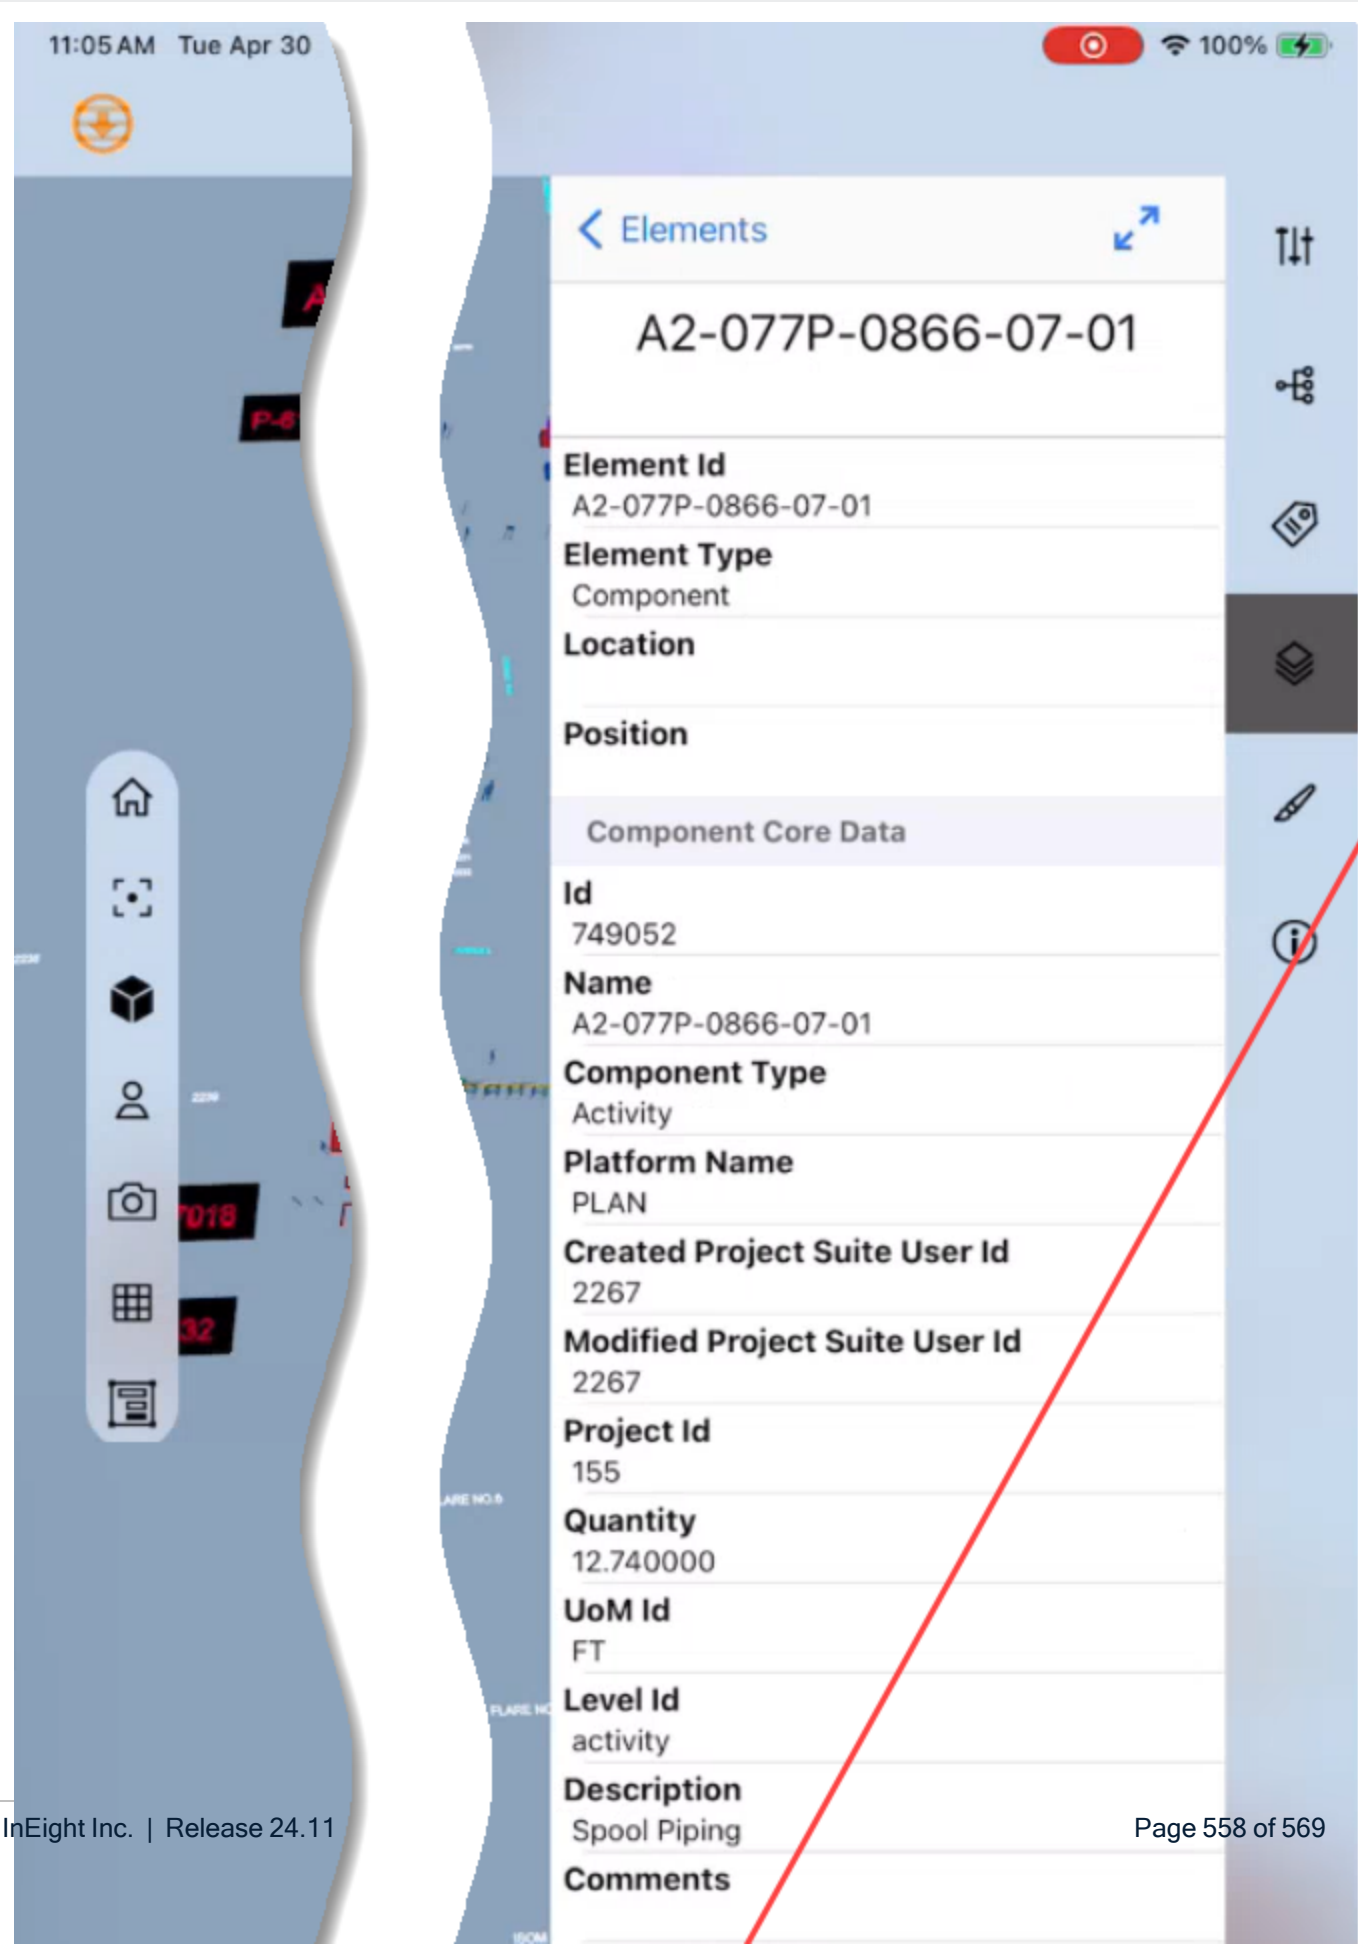 11:05 AM Tue Apr 30
100%
Elements
A2-077P-0866-07-01
Element Id
A2-077P-0866-07-01
Element Type
Component
Location
Position
Component Core Data
Id
749052
Name
A2-077P-0866-07-01
Component Type
Activity
Platform Name
PLAN
Created Project Suite User Id
2267
Modified Project Suite User Id
2267
Project Id
155
Quantity
12.740000
UoM Id
FT
Level Id
activity
Description
Spool Piping
Comments
A
P-6
7018
32
FLARE
InEight Inc. | Release 24.11
Page 558 of 569